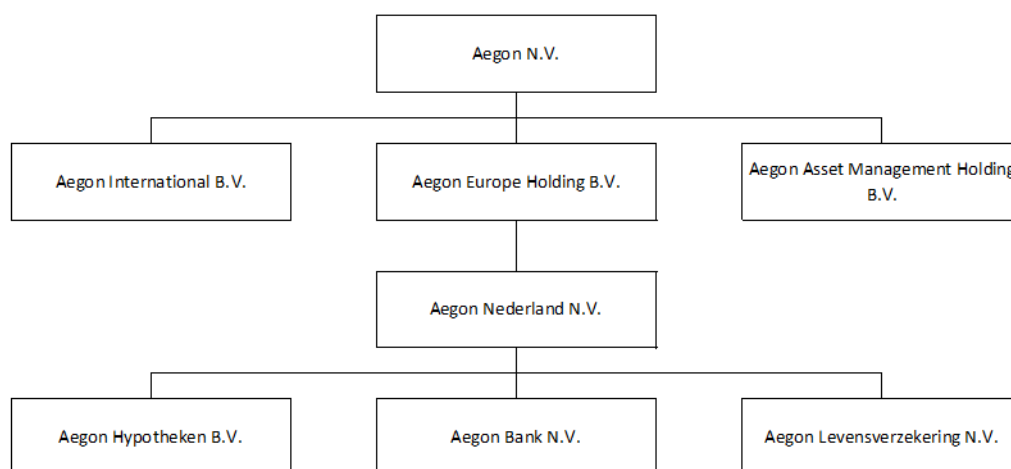 Aegon N.V.
Aegon International B.V.
Aegon Europe Holding B.V.
Aegon Asset Management Holding
B.V.
Aegon Nederland N.V.
Aegon Hypotheken B.V.
Aegon Bank N.V.
Aegon Levensverzekering N.V.